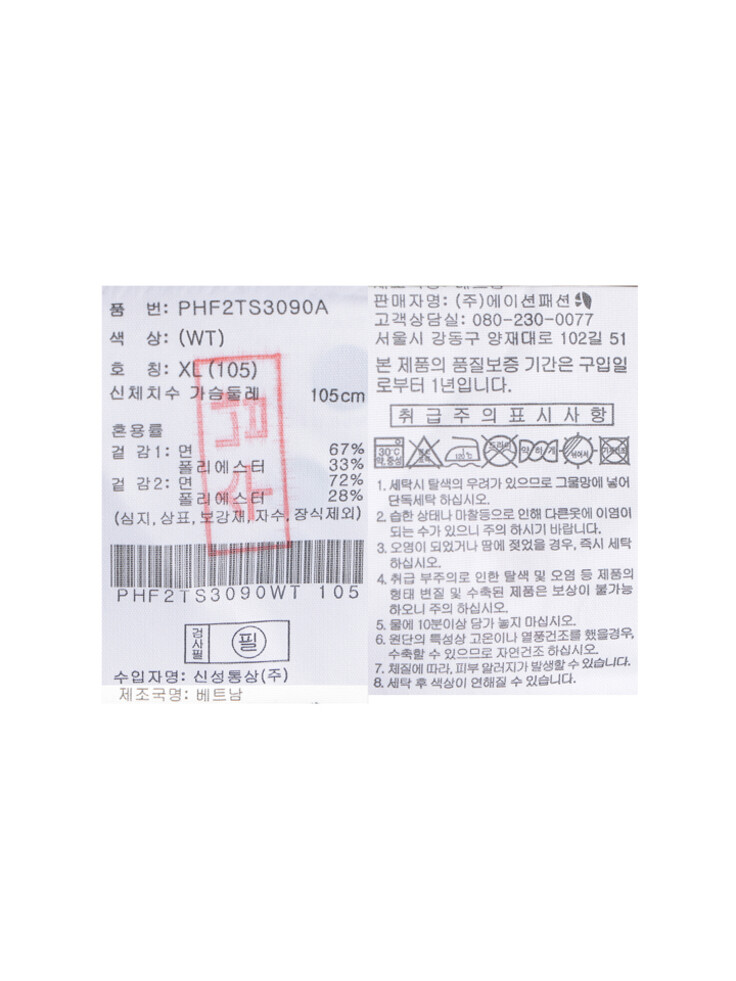 품 번: PHF2TS3090A
색 상: (WT)
호 칭: XL (105)
신체치수 가슴둘레 105cm
혼용률
겉 감1: 면 67%
폴리에스터 33%
겉 감2: 면 72%
폴리에스터 28%
(심지, 상표, 보강재, 자수, 장식제외)
검수
PHF2TS3090WT 105
검사필 필
수입자명: 신성통상(주)
제조국명: 베트남
제조국명: 베트남
판매자명: (주)에이션패션
고객상담실: 080-230-0077
서울시 강동구 양재대로 102길 51
본 제품의 품질보증 기간은 구입일
로부터 1년입니다.
취급주의표시사항
30℃ 약.중성 120℃ 드라이 약하게
1. 세탁시 탈색의 우려가 있으므로 그물망에 넣어
단독세탁 하십시오.
2. 습한 상태나 마찰등으로 인해 다른옷에 이염이
되는 수가 있으니 주의 하시기 바랍니다.
3. 오염이 되었거나 땀에 젖었을 경우, 즉시 세탁
하십시오.
4. 취급 부주의로 인한 탈색 및 오염 등 제품의
형태 변질 및 수축된 제품은 보상이 불가능
하오니 주의 하십시오.
5. 물에 10분이상 담가 놓지 마십시오.
6. 원단의 특성상 고온이나 열풍건조를 했을경우,
수축할 수 있으므로 자연건조 하십시오.
7. 체질에 따라, 피부 알러지가 발생할 수 있습니다.
8. 세탁 후 색상이 연해질 수 있습니다.